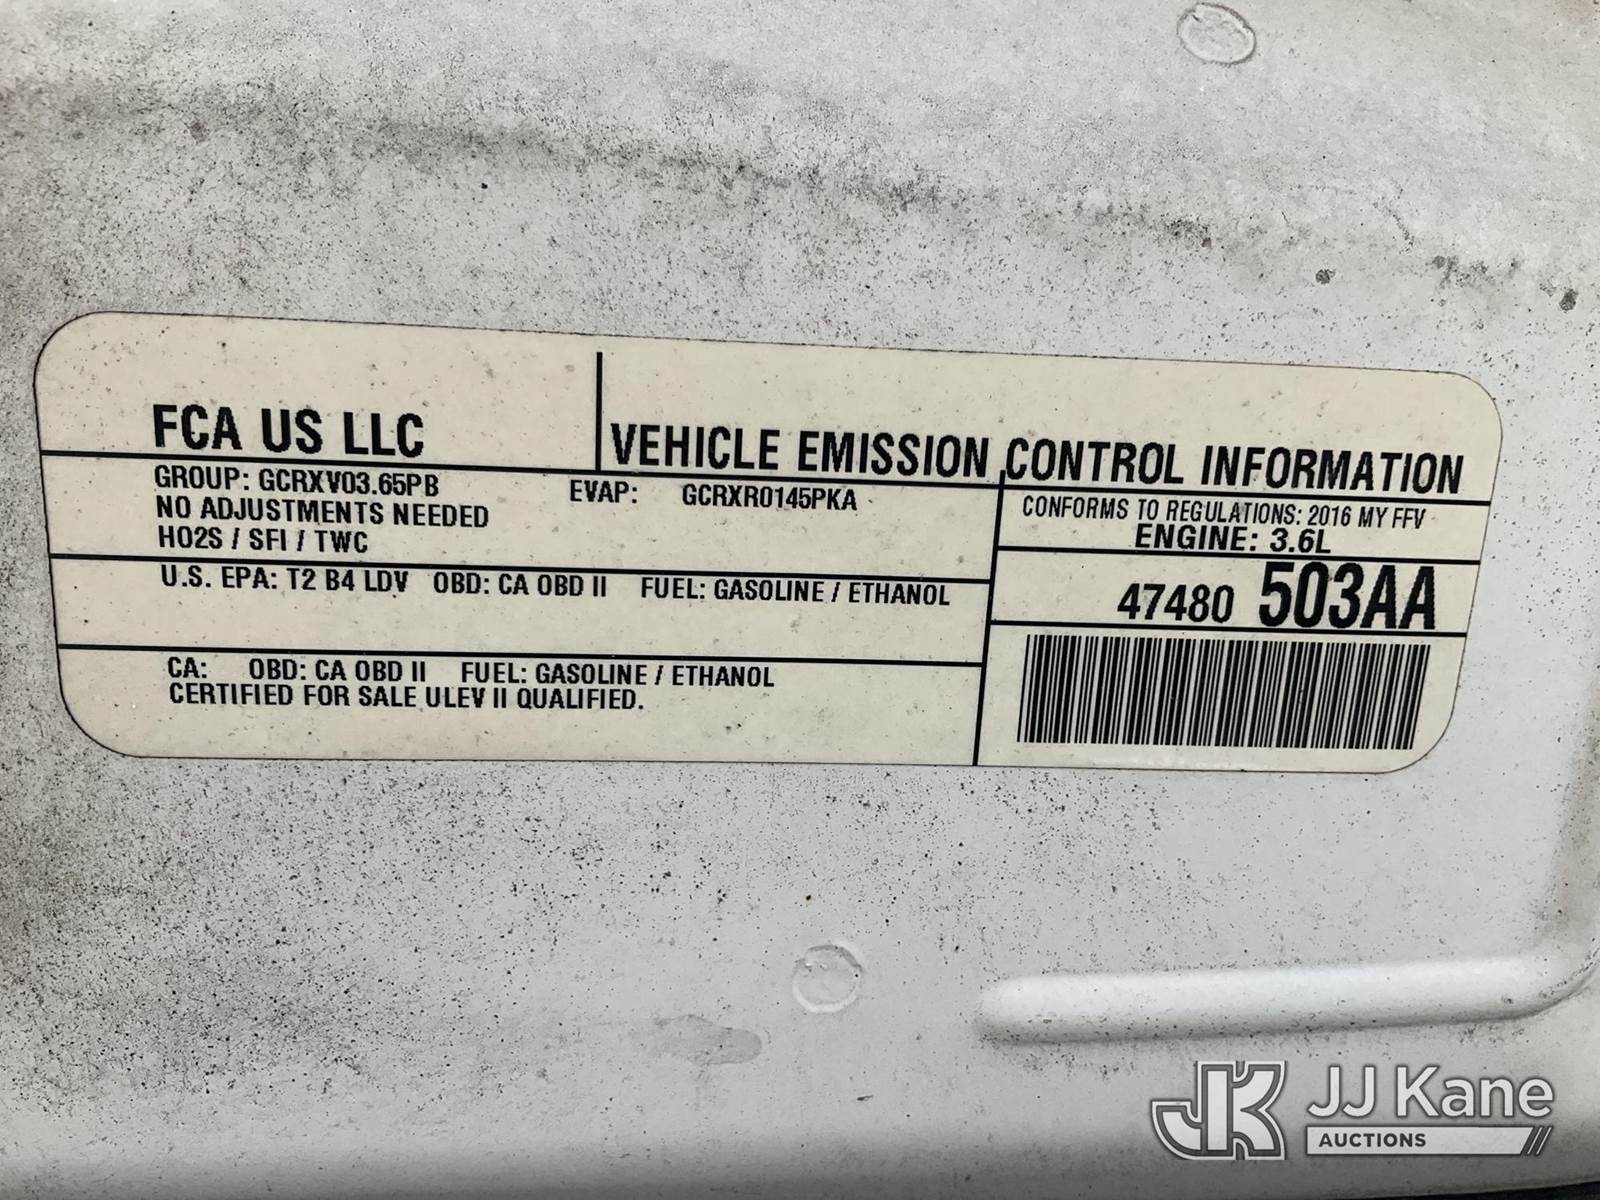 FCA US LLC
VEHICLE EMISSION CONTROL INFORMATION
GROUP: GCRXV03.65PB
EVAP: GCRXR0145PKA
NO ADJUSTMENTS NEEDED
HO2S / SFI / TWC
CONFORMS TO REGULATIONS: 2016 MY FFV
ENGINE: 3.6L
U.S. EPA: T2 B4 LDV OBD: CA OBD II FUEL: GASOLINE / ETHANOL
47480 503AA
CA: OBD: CA OBD II FUEL: GASOLINE / ETHANOL
CERTIFIED FOR SALE ULEV II QUALIFIED.
JK JJ Kane
AUCTIONS